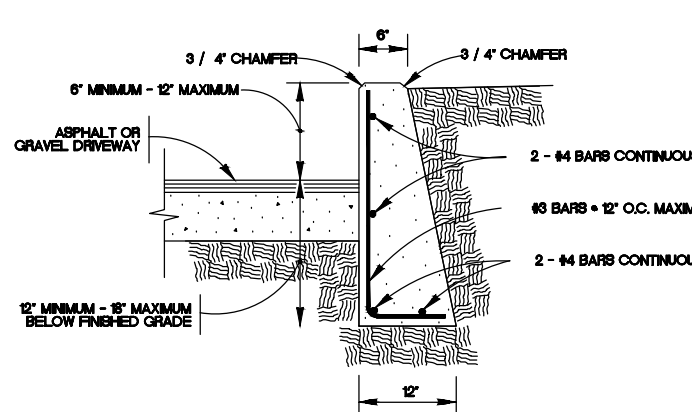 6"
3 / 4" CHAMFER
3 / 4" CHAMFER
6" MINIMUM - 12" MAXIMUM
ASPHALT OR
GRAVEL DRIVEWAY
2 - #4 BARS CONTINUOUS
#3 BARS @ 12" O.C. MAXIM
2 - #4 BARS CONTINUOU
12" MINIMUM - 18" MAXIMUM
BELOW FINISHED GRADE
12"